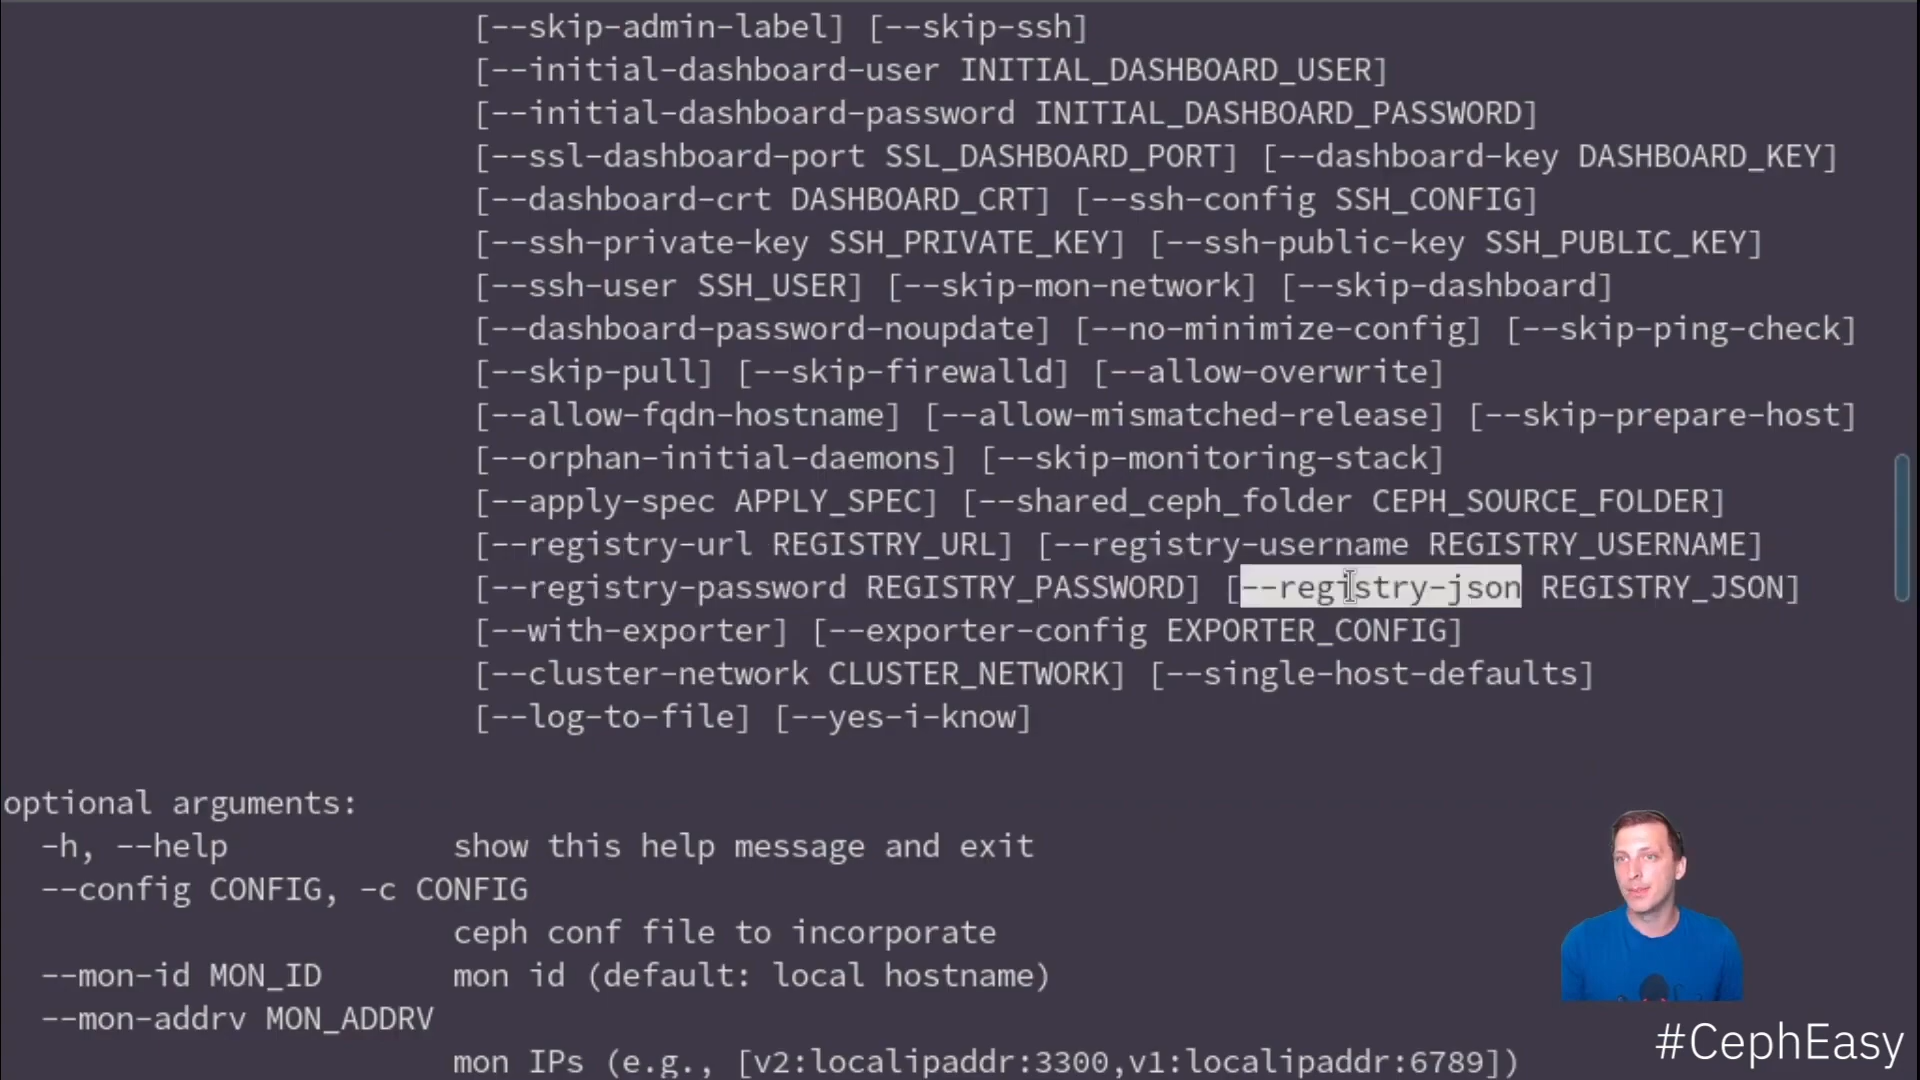 [--skip-admin-label] [--skip-ssh]
[--initial-dashboard-user INITIAL_DASHBOARD_USER]
[--initial-dashboard-password INITIAL_DASHBOARD_PASSWORD]
[--ssl-dashboard-port SSL_DASHBOARD_PORT] [--dashboard-key DASHBOARD_KEY]
[--dashboard-crt DASHBOARD_CRT] [--ssh-config SSH_CONFIG]
[--ssh-private-key SSH_PRIVATE_KEY] [--ssh-public-key SSH_PUBLIC_KEY]
[--ssh-user SSH_USER] [--skip-mon-network] [--skip-dashboard]
[--dashboard-password-noupdate] [--no-minimize-config] [--skip-ping-check]
[--skip-pull] [--skip-firewalld] [--allow-overwrite]
[--allow-fqdn-hostname] [--allow-mismatched-release] [--skip-prepare-host]
[--orphan-initial-daemons] [--skip-monitoring-stack]
[--apply-spec APPLY_SPEC] [--shared_ceph_folder CEPH_SOURCE_FOLDER]
[--registry-url REGISTRY_URL] [--registry-username REGISTRY_USERNAME]
[--registry-password REGISTRY_PASSWORD] [--registry-json REGISTRY_JSON]
[--with-exporter] [--exporter-config EXPORTER_CONFIG]
[--cluster-network CLUSTER_NETWORK] [--single-host-defaults]
[--log-to-file] [--yes-i-know]
optional arguments:
-h, --help show this help message and exit
--config CONFIG, -c CONFIG
ceph conf file to incorporate
--mon-id MON_ID mon id (default: local hostname)
--mon-addrv MON_ADDRV
mon IPs (e.g., [v2:localipaddr:3300,v1:localipaddr:6789])
#CephEasy